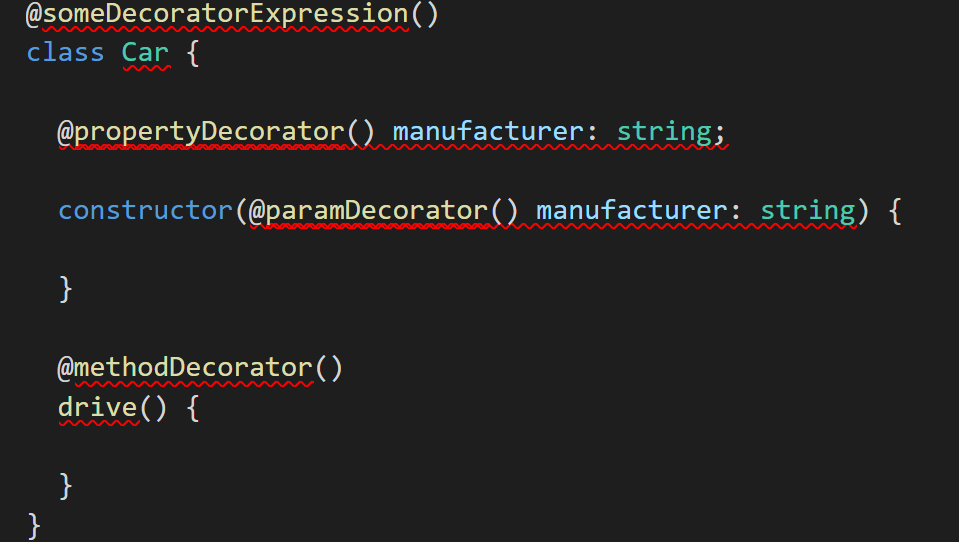 @someDecoratorExpression()
class Car {
@propertyDecorator() manufacturer: string;
constructor(@paramDecorator() manufacturer: string) {
}
@methodDecorator()
drive() {
}
}